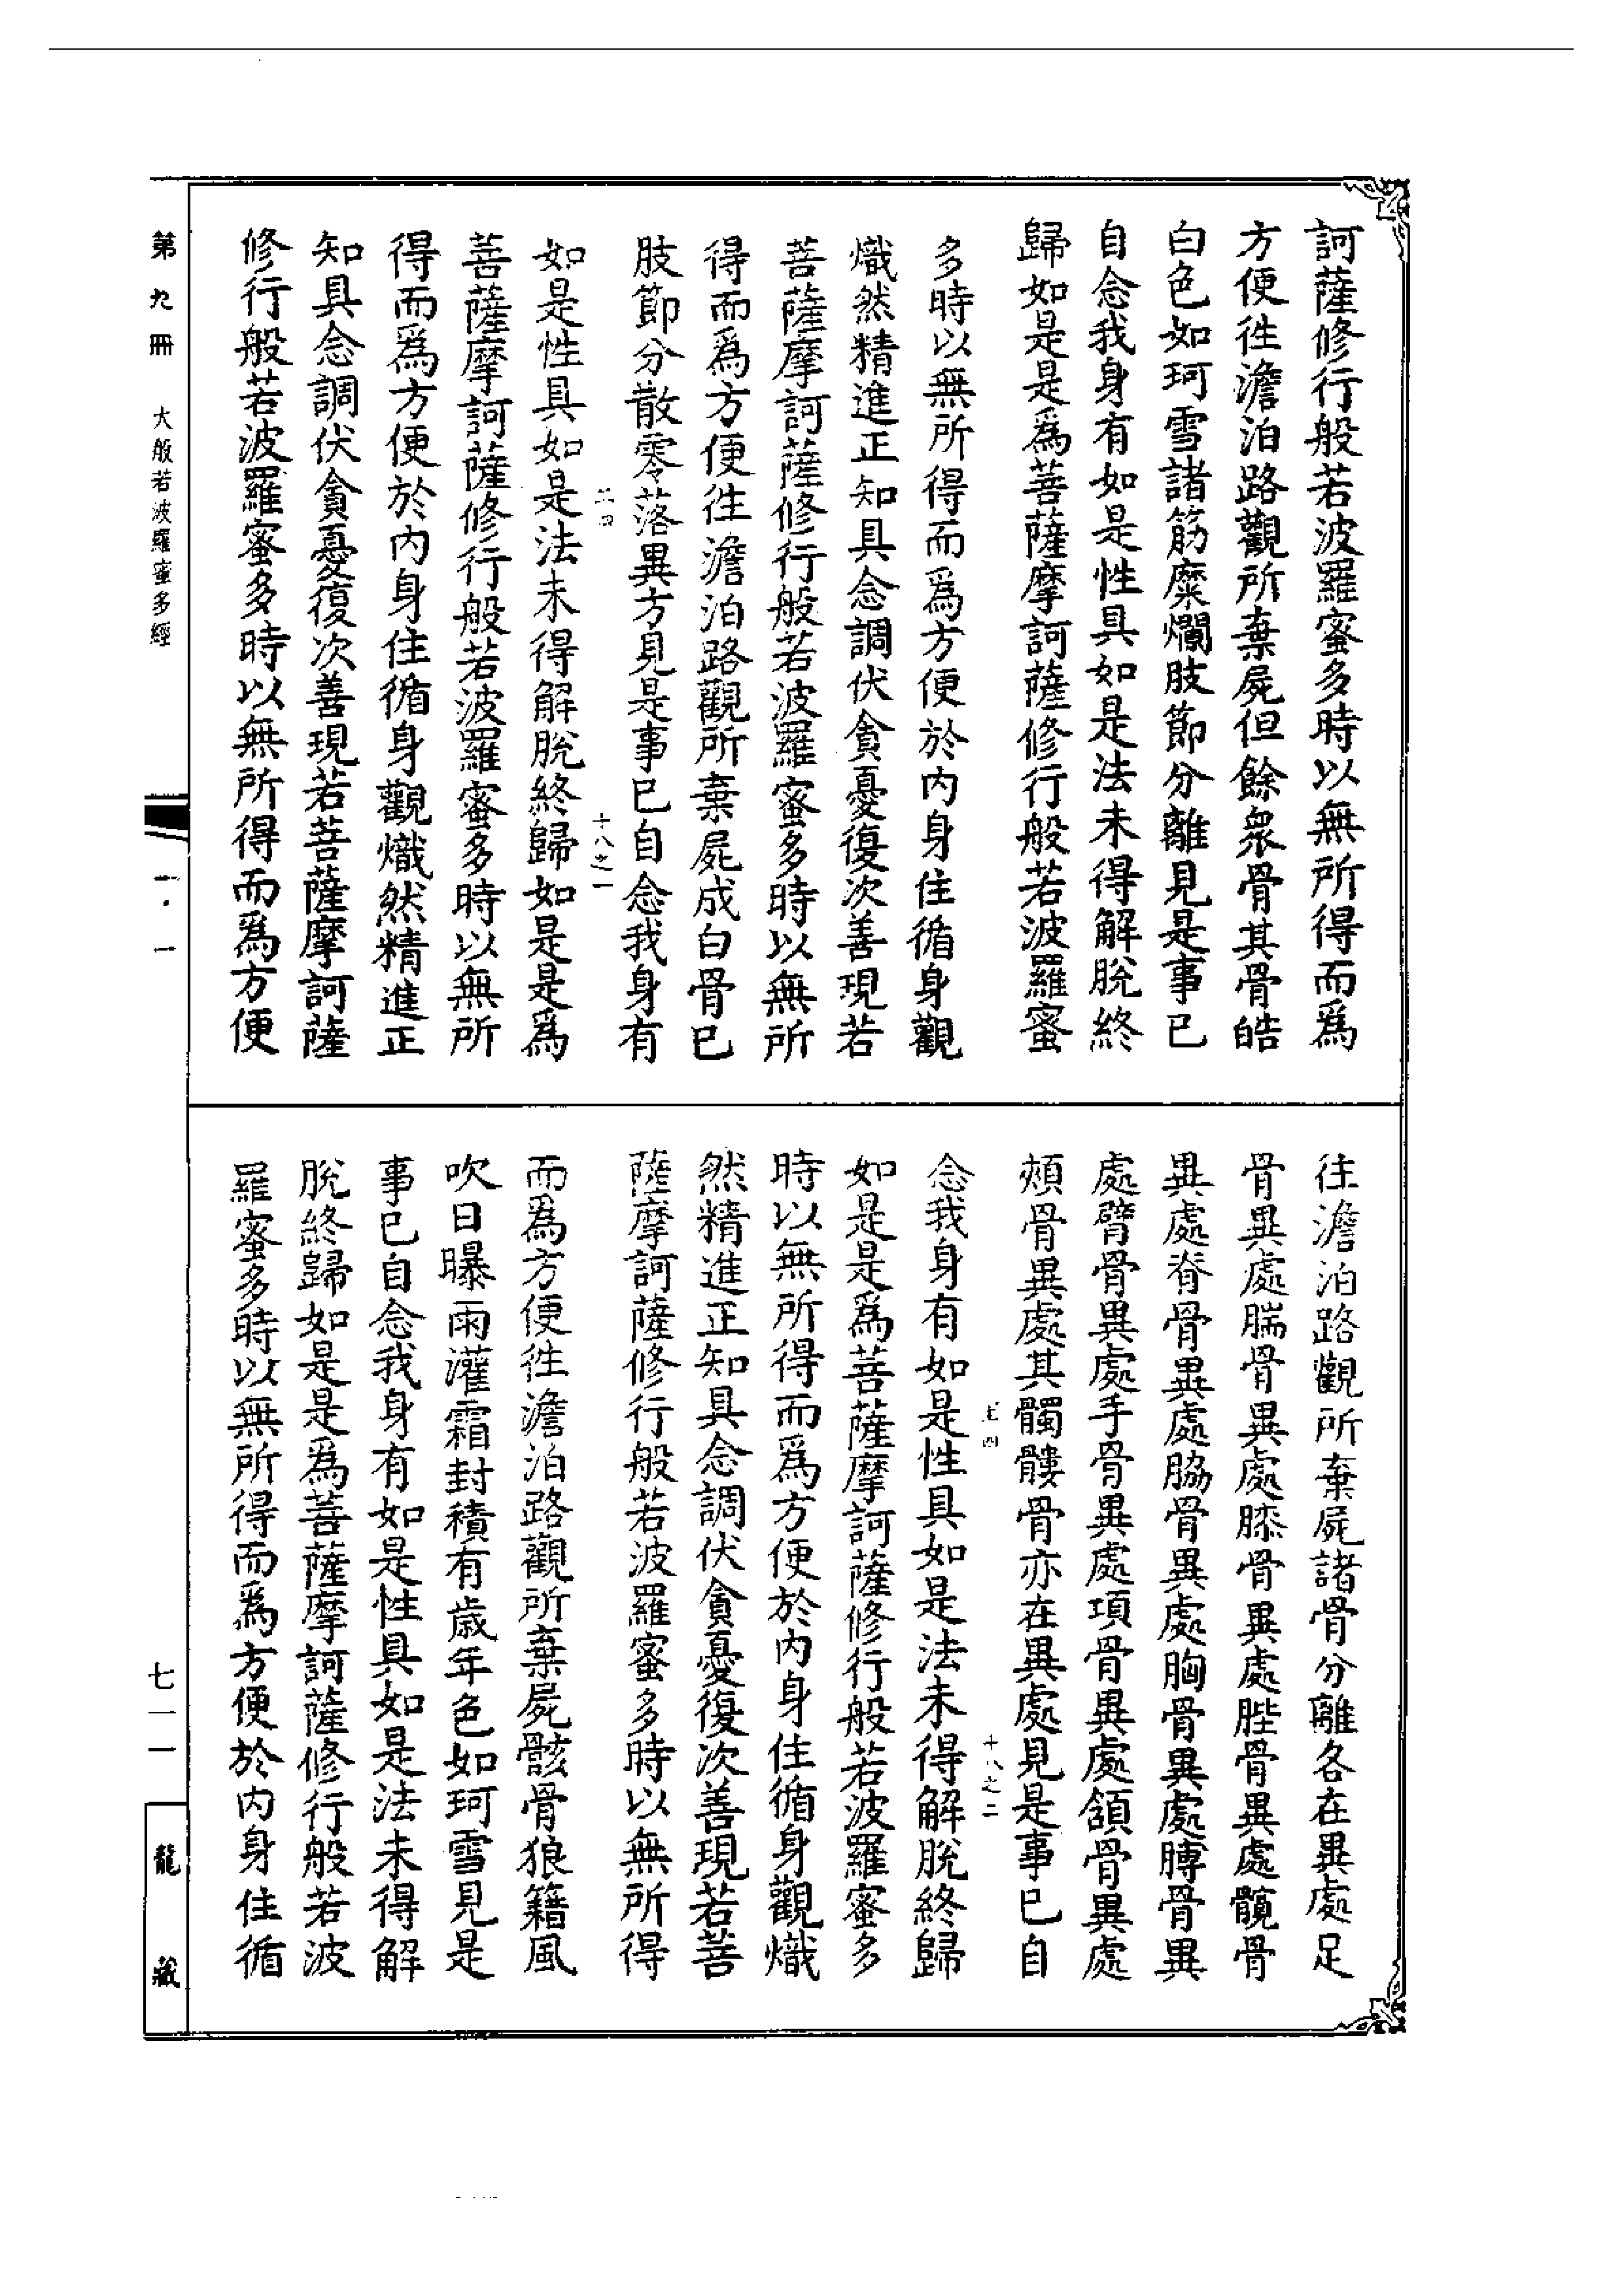 訶薩修行般若波羅蜜多時以無所得而爲
方便徃澹泊路觀所棄屍但餘衆骨其骨皓
白色如珂雪諸筋糜爛肢節分離見是事已
自念我身有如是性具如是法未得解脫終
歸如是是爲菩薩摩訶薩修行般若波羅蜜
多時以無所得而爲方便於內身住循身觀
熾然精進正知具念調伏貪憂復次善現若
菩薩摩訶薩修行般若波羅蜜多時以無所
得而爲方便徃澹泊路觀所棄屍成白骨已
肢節分散零落異方見是事已自念我身有
十八之一
如是性具如是法未得解脫終歸如是是爲
菩薩摩訶薩修行般若波羅蜜多時以無所
得而爲方便於內身住循身觀熾然精進正
知具念調伏貪憂復次善現若菩薩摩訶薩
修行般若波羅蜜多時以無所得而爲方便
往澹泊路觀所棄屍諸骨分離各在異處足
骨異處腨骨異處膝骨異處䏶骨異處髖骨
異處脊骨異處脇骨異處胸骨異處膊骨異
處臂骨異處手骨異處項骨異處頷骨異處
頰骨異處其髑髏骨亦在異處見是事已自
十八之二
念我身有如是性具如是法未得解脫終歸
如是是爲菩薩摩訶薩修行般若波羅蜜多
時以無所得而爲方便於內身住循身觀熾
然精進正知具念調伏貪憂復次善現若菩
薩摩訶薩修行般若波羅蜜多時以無所得
而爲方便徃澹泊路觀所棄屍骸骨狼籍風
吹日曝雨灌霜封積有歲年色如珂雪見是
事已自念我身有如是性具如是法未得解
脫終歸如是是爲菩薩摩訶薩修行般若波
羅蜜多時以無所得而爲方便於內身住循
第九冊 大般若波羅蜜多經
七一一
龍藏